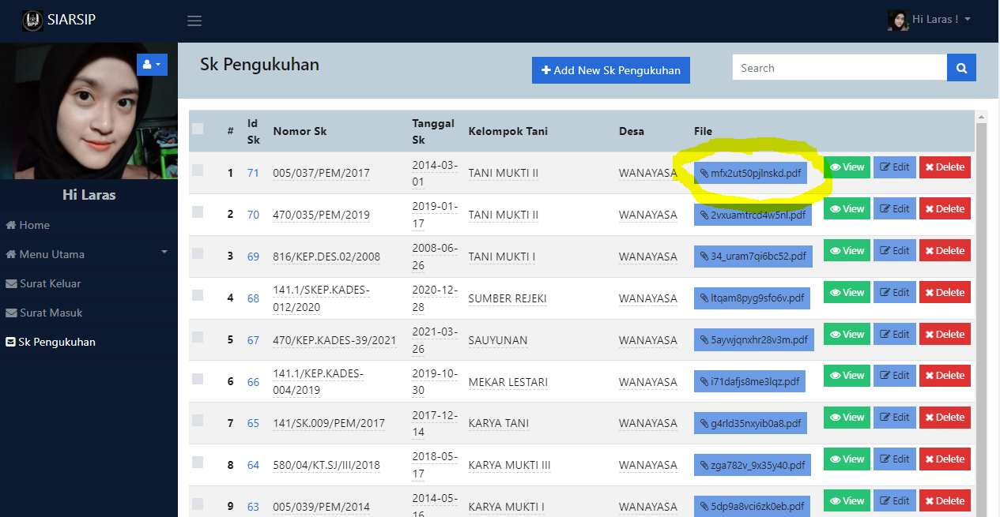 BPP SIARSIP
Hi Laras !
Hi Laras
Home
Menu Utama
Surat Keluar
Surat Masuk
Sk Pengukuhan
Sk Pengukuhan
Add New Sk Pengukuhan
Search
# Id Sk Nomor Sk Tanggal Sk Kelompok Tani Desa File
1 71 005/037/PEM/2017 2014-03-01 TANI MUKTI II WANAYASA mfx2ut50pjlnskd.pdf View Edit Delete
2 70 470/035/PEM/2019 2019-01-17 TANI MUKTI II WANAYASA 2vxuamtrcd4w5nl.pdf View Edit Delete
3 69 816/KEP.DES.02/2008 2008-06-26 TANI MUKTI I WANAYASA 34_uram7qi6bc52.pdf View Edit Delete
4 68 141.1/SKEP.KADES-012/2020 2020-12-28 SUMBER REJEKI WANAYASA ltqam8pyg9sfo6v.pdf View Edit Delete
5 67 470/KEP.KADES-39/2021 2021-03-26 SAUYUNAN WANAYASA 5aywjqnxhr28v3m.pdf View Edit Delete
6 66 141.1/KEP.KADES-004/2019 2019-10-30 MEKAR LESTARI WANAYASA i71dafjs8me3lqz.pdf View Edit Delete
7 65 141/SK.009/PEM/2017 2017-12-14 KARYA TANI WANAYASA g4rld35nxyib0a8.pdf View Edit Delete
8 64 580/04/KT.SJ/III/2018 2018-05-17 KARYA MUKTI III WANAYASA zga782v_9x35y40.pdf View Edit Delete
9 63 005/039/PEM/2014 2014-05-16 KARYA MUKTI I WANAYASA 5dp9a8vci6zk0eb.pdf View Edit Delete